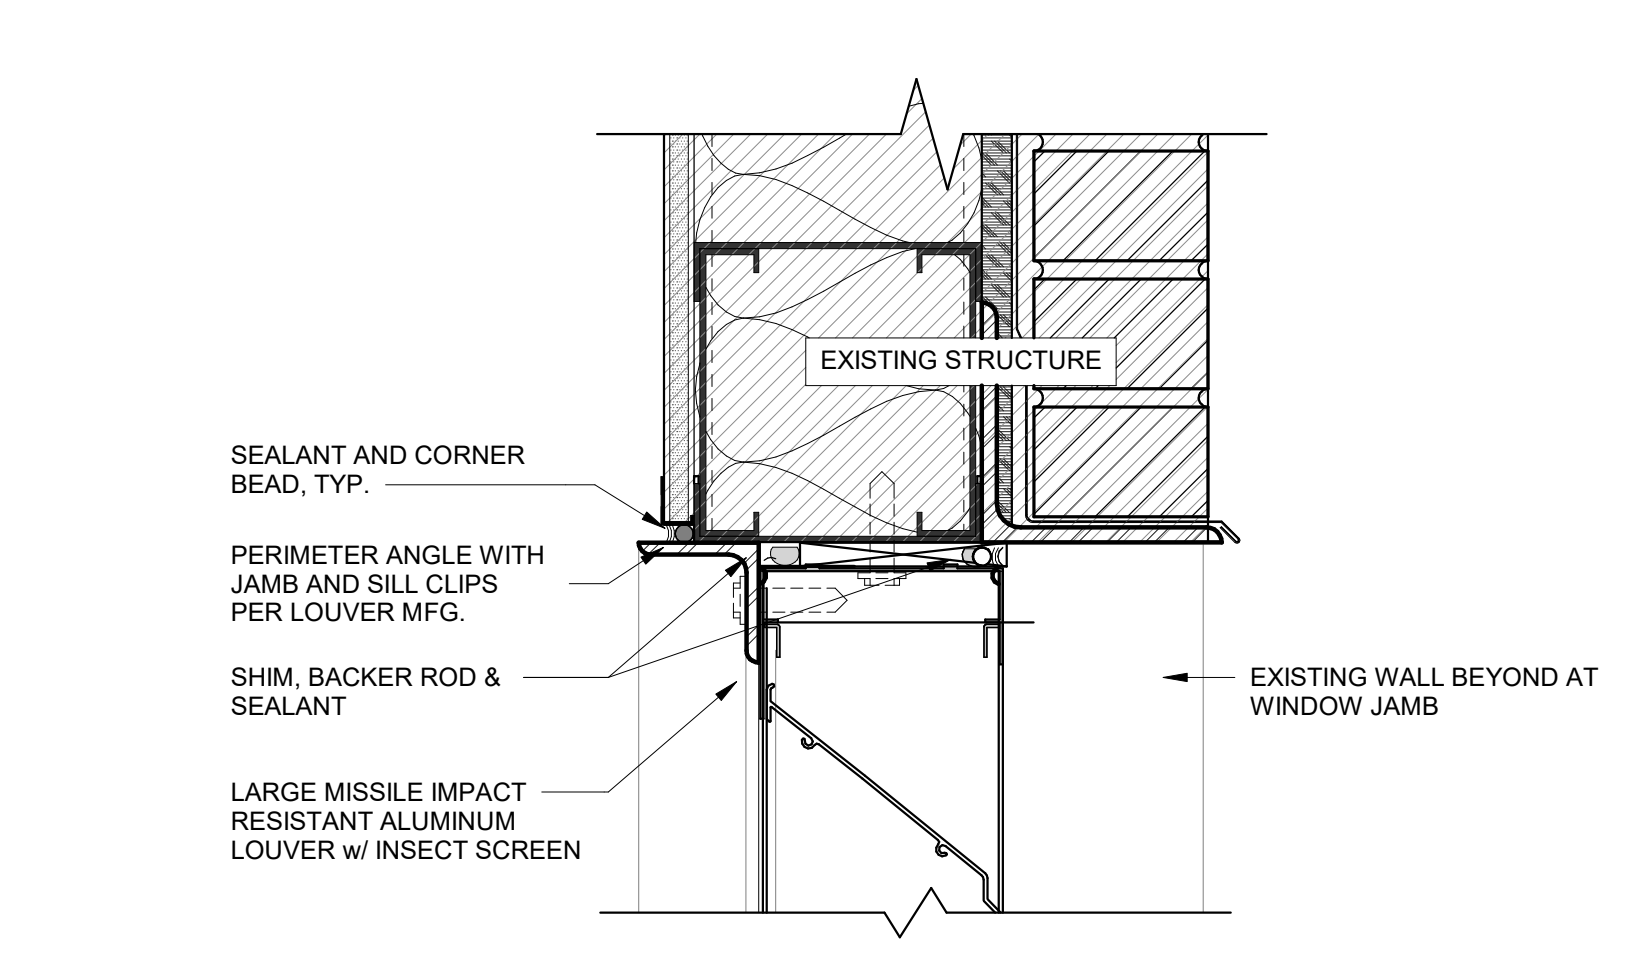 EXISTING STRUCTURE
SEALANT AND CORNER
BEAD, TYP.
PERIMETER ANGLE WITH
JAMB AND SILL CLIPS
PER LOUVER MFG.
SHIM, BACKER ROD &
SEALANT
EXISTING WALL BEYOND AT
WINDOW JAMB
LARGE MISSILE IMPACT
RESISTANT ALUMINUM
LOUVER w/ INSECT SCREEN